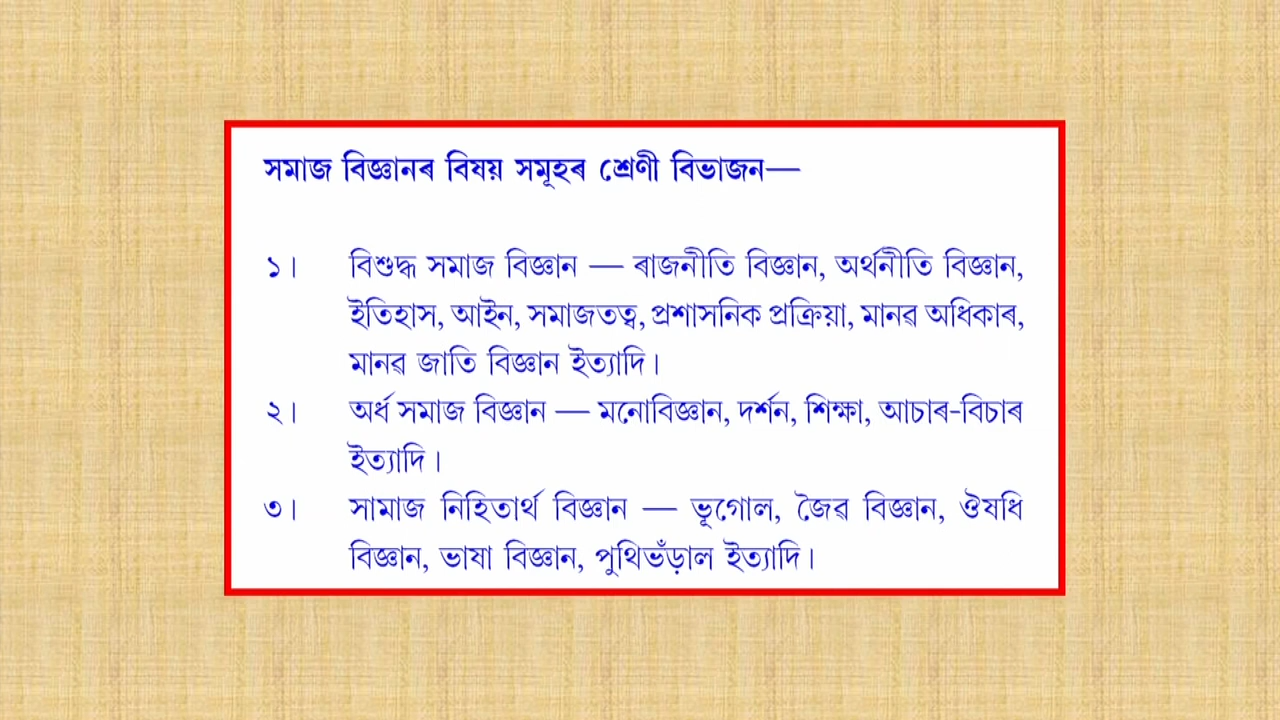 সমাজ বিজ্ঞানৰ বিষয় সমূহৰ শ্ৰেণী বিভাজন—
১। বিশুদ্ধ সমাজ বিজ্ঞান — ৰাজনীতি বিজ্ঞান, অৰ্থনীতি বিজ্ঞান,
ইতিহাস, আইন, সমাজতত্ব, প্ৰশাসনিক প্ৰক্ৰিয়া, মানৱ অধিকাৰ,
মানৱ জাতি বিজ্ঞান ইত্যাদি।
২। অৰ্ধ সমাজ বিজ্ঞান — মনোবিজ্ঞান, দৰ্শন, শিক্ষা, আচাৰ-বিচাৰ
ইত্যাদি।
৩। সামাজ নিহিতাৰ্থ বিজ্ঞান — ভূগোল, জৈৱ বিজ্ঞান, ঔষধি
বিজ্ঞান, ভাষা বিজ্ঞান, পুথিভঁড়াল ইত্যাদি।